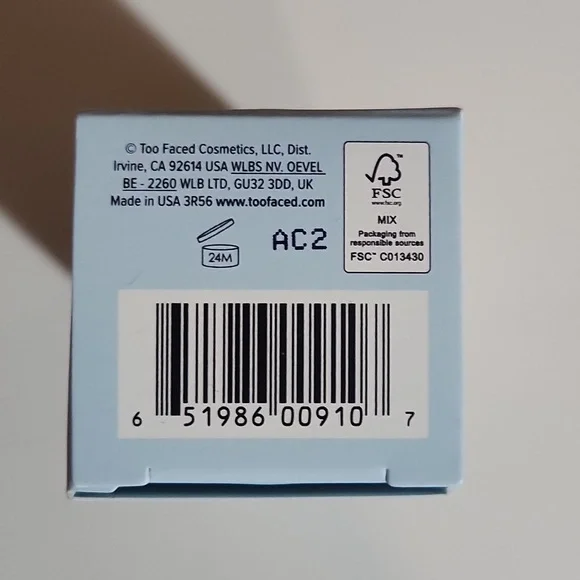 © Too Faced Cosmetics, LLC, Dist.
Irvine, CA 92614 USA WLBS NV. OEVEL
BE - 2260 WLB LTD, GU32 3DD, UK
Made in USA 3R56 www.toofaced.com
24M
AC2
FSC™
www.fsc.org
MIX
Packaging from
responsible sources
FSC™ C013430
6 51986 00910 7